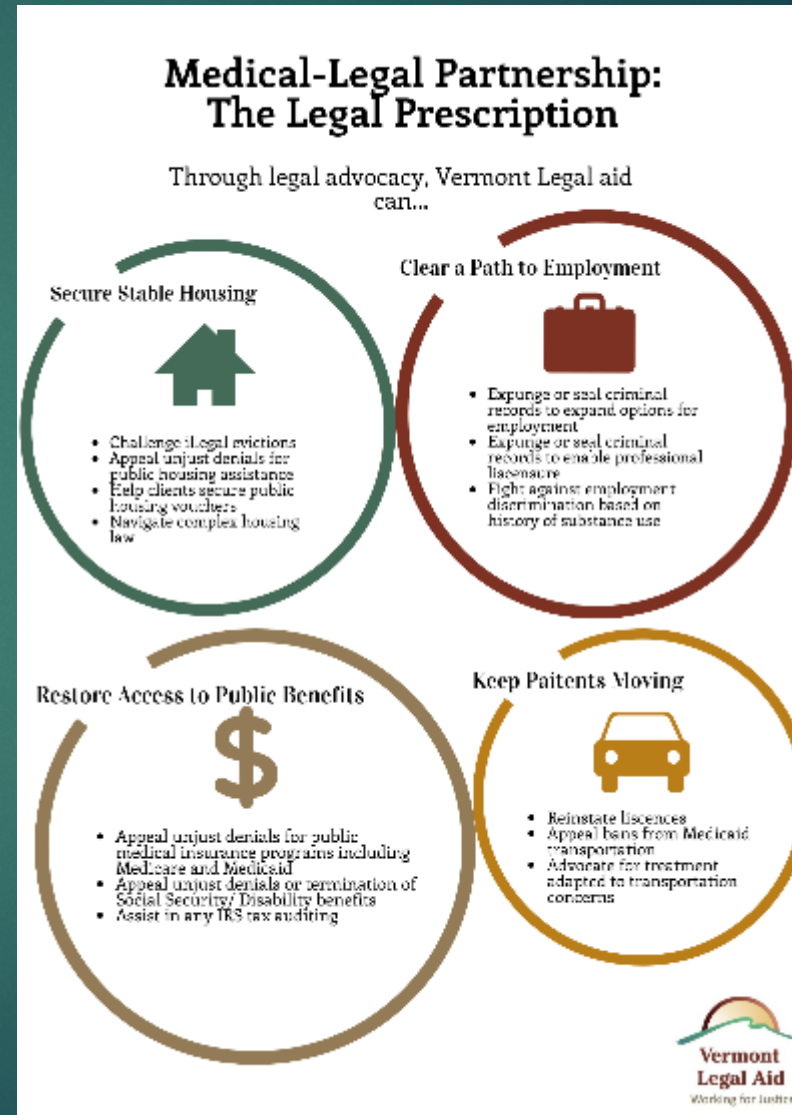 Medical-Legal Partnership:
The Legal Prescription
Through legal advocacy, Vermont Legal aid
can...
Secure Stable Housing
• Challenge illegal evictions
• Appeal unjust denials for
public housing assistance
• Help clients secure public
housing vouchers
• Navigate complex housing
law
Clear a Path to Employment
• Expunge or seal criminal
records to expand options for
employment
• Expunge or seal criminal
records to enable professional
liscensure
• Fight against employment
discrimination based on
history of substance use
Restore Access to Public Benefits
• Appeal unjust denials for public
medical insurance programs including
Medicare and Medicaid
• Appeal unjust denials or termination of
Social Security/ Disability benefits
• Assist in any IRS tax auditing
Keep Paitents Moving
• Reinstate liscences
• Appeal bans from Medicaid
transportation
• Advocate for treatment
adapted to transportation
concerns
Vermont
Legal Aid
Working for Justice